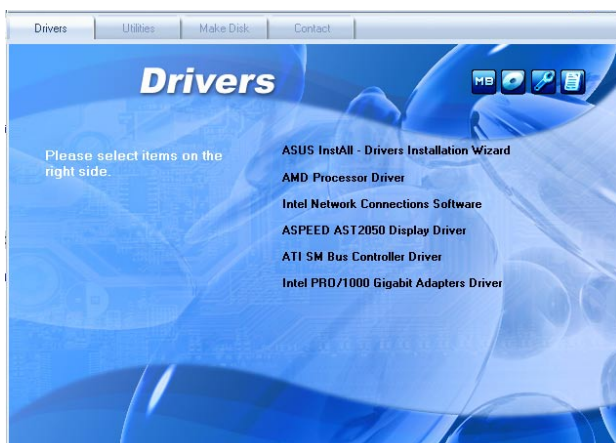 Drivers
Utilities
Make Disk
Contact
Drivers
MB
Please select items on the
right side.
ASUS InstAll - Drivers Installation Wizard
AMD Processor Driver
Intel Network Connections Software
ASPEED AST2050 Display Driver
ATI SM Bus Controller Driver
Intel PRO/1000 Gigabit Adapters Driver